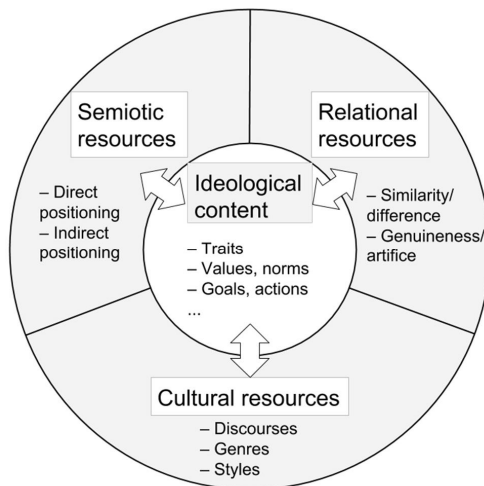 Semiotic
resources
– Direct
positioning
– Indirect
positioning
Relational
resources
– Similarity/
difference
– Genuineness/
artifice
Ideological
content
– Traits
– Values, norms
– Goals, actions
...
Cultural resources
– Discourses
– Genres
– Styles